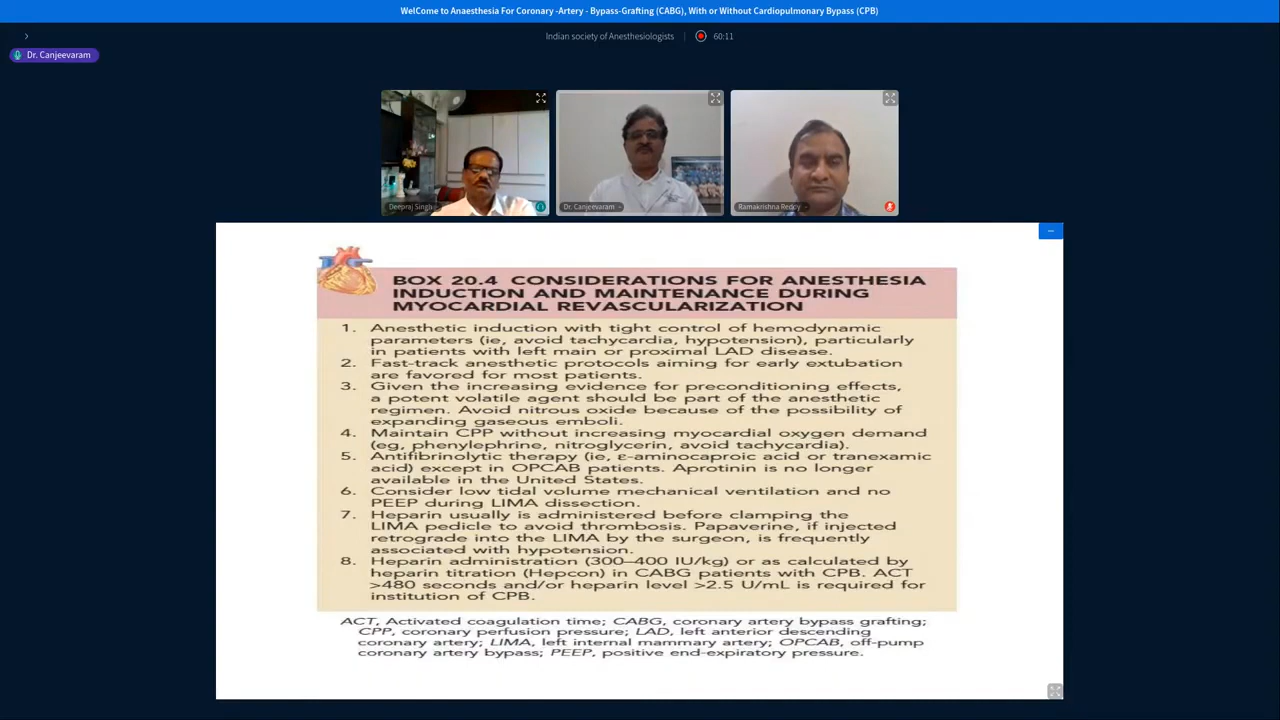 WelCome to Anaesthesia For Coronary -Artery - Bypass-Grafting (CABG), With or Without Cardiopulmonary Bypass (CPB)
Indian society of Anesthesiologists
60:11
Dr. Canjeevaram
Deepraj Singh
Dr. Canjeevaram
Ramakrishna Reddy
BOX 20.4 CONSIDERATIONS FOR ANESTHESIA
INDUCTION AND MAINTENANCE DURING
MYOCARDIAL REVASCULARIZATION
1. Anesthetic induction with tight control of hemodynamic
parameters (ie, avoid tachycardia, hypotension), particularly
in patients with left main or proximal LAD disease.
2. Fast-track anesthetic protocols aiming for early extubation
are favored for most patients.
3. Given the increasing evidence for preconditioning effects,
a potent volatile agent should be part of the anesthetic
regimen. Avoid nitrous oxide because of the possibility of
expanding gaseous emboli.
4. Maintain CPP without increasing myocardial oxygen demand
(eg, phenylephrine, nitroglycerin, avoid tachycardia).
5. Antifibrinolytic therapy (ie, ε-aminocaproic acid or tranexamic
acid) except in OPCAB patients. Aprotinin is no longer
available in the United States.
6. Consider low tidal volume mechanical ventilation and no
PEEP during LIMA dissection.
7. Heparin usually is administered before clamping the
LIMA pedicle to avoid thrombosis. Papaverine, if injected
retrograde into the LIMA by the surgeon, is frequently
associated with hypotension.
8. Heparin administration (300–400 IU/kg) or as calculated by
heparin titration (Hepcon) in CABG patients with CPB. ACT
>480 seconds and/or heparin level >2.5 U/mL is required for
institution of CPB.
ACT, Activated coagulation time; CABG, coronary artery bypass grafting;
CPP, coronary perfusion pressure; LAD, left anterior descending
coronary artery; LIMA, left internal mammary artery; OPCAB, off-pump
coronary artery bypass; PEEP, positive end-expiratory pressure.